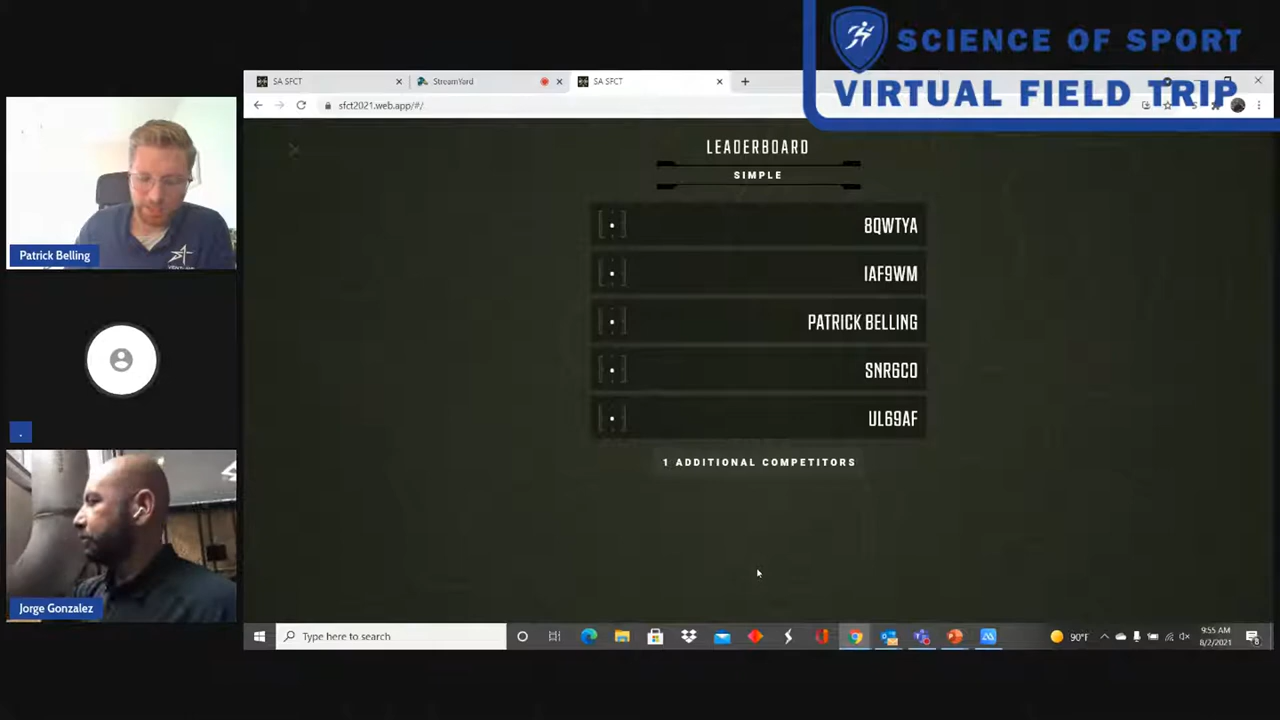 SCIENCE OF SPORT
VIRTUAL FIELD TRIP
SA SFCT
StreamYard
SA SFCT
sfct2021.web.app/#/
LEADERBOARD
SIMPLE
8QWTYA
IAF9WM
PATRICK BELLING
SNR6CO
UL69AF
1 ADDITIONAL COMPETITORS
Patrick Belling
.
Jorge Gonzalez
Type here to search
90°F
9:55 AM
8/2/2021